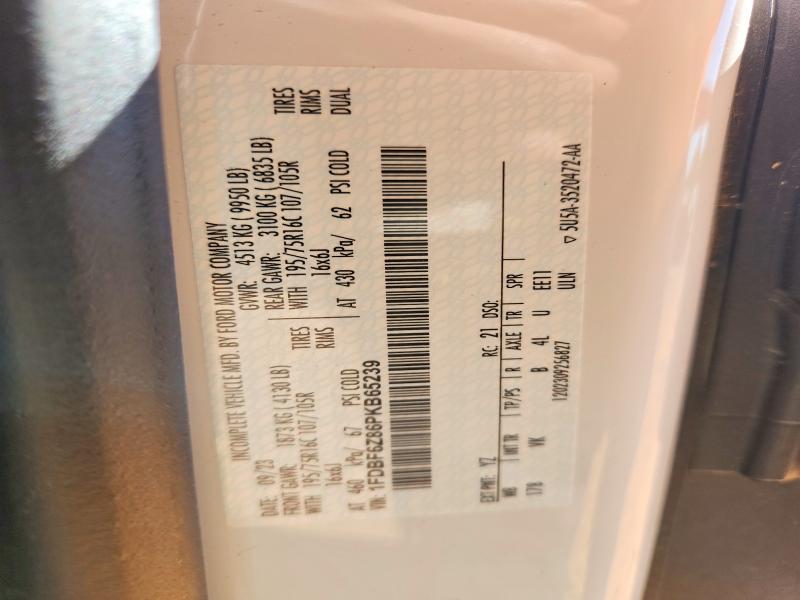 INCOMPLETE VEHICLE MFD. BY FORD MOTOR COMPANY
DATE: 09/23 GVWR: 4513 KG ( 9950 LB)
FRONT GAWR: 1873 KG ( 4130 LB) REAR GAWR: 3100 KG ( 6835 LB)
WITH 195/75R16C 107/105R TIRES WITH 195/75R16C 107/105R TIRES
16x6J RIMS 16x6J RIMS
AT 460 kPa/ 67 PSI COLD AT 430 kPa/ 62 PSI COLD DUAL
VIN: 1FDBF6Z86PKB65239
EXT PNT: YZ RC: 21 DSO:
WB INT TR TP/PS R AXLE TR SPR
178 VK B 4L U EE11
1202309256827 ULN
▽ 5U5A-3520472-AA